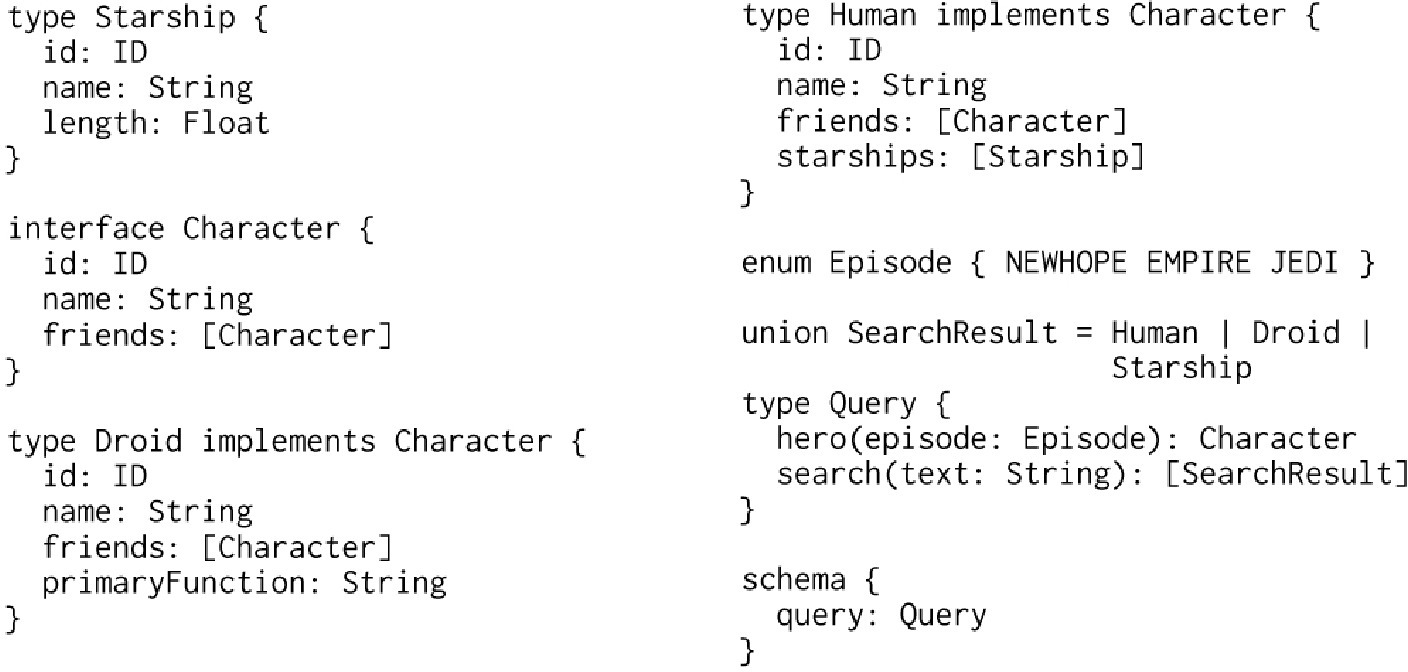 type Starship {
  id: ID
  name: String
  length: Float
}

interface Character {
  id: ID
  name: String
  friends: [Character]
}

type Droid implements Character {
  id: ID
  name: String
  friends: [Character]
  primaryFunction: String
}

type Human implements Character {
  id: ID
  name: String
  friends: [Character]
  starships: [Starship]
}

enum Episode { NEWHOPE EMPIRE JEDI }

union SearchResult = Human | Droid |
                     Starship
type Query {
  hero(episode: Episode): Character
  search(text: String): [SearchResult]
}

schema {
  query: Query
}